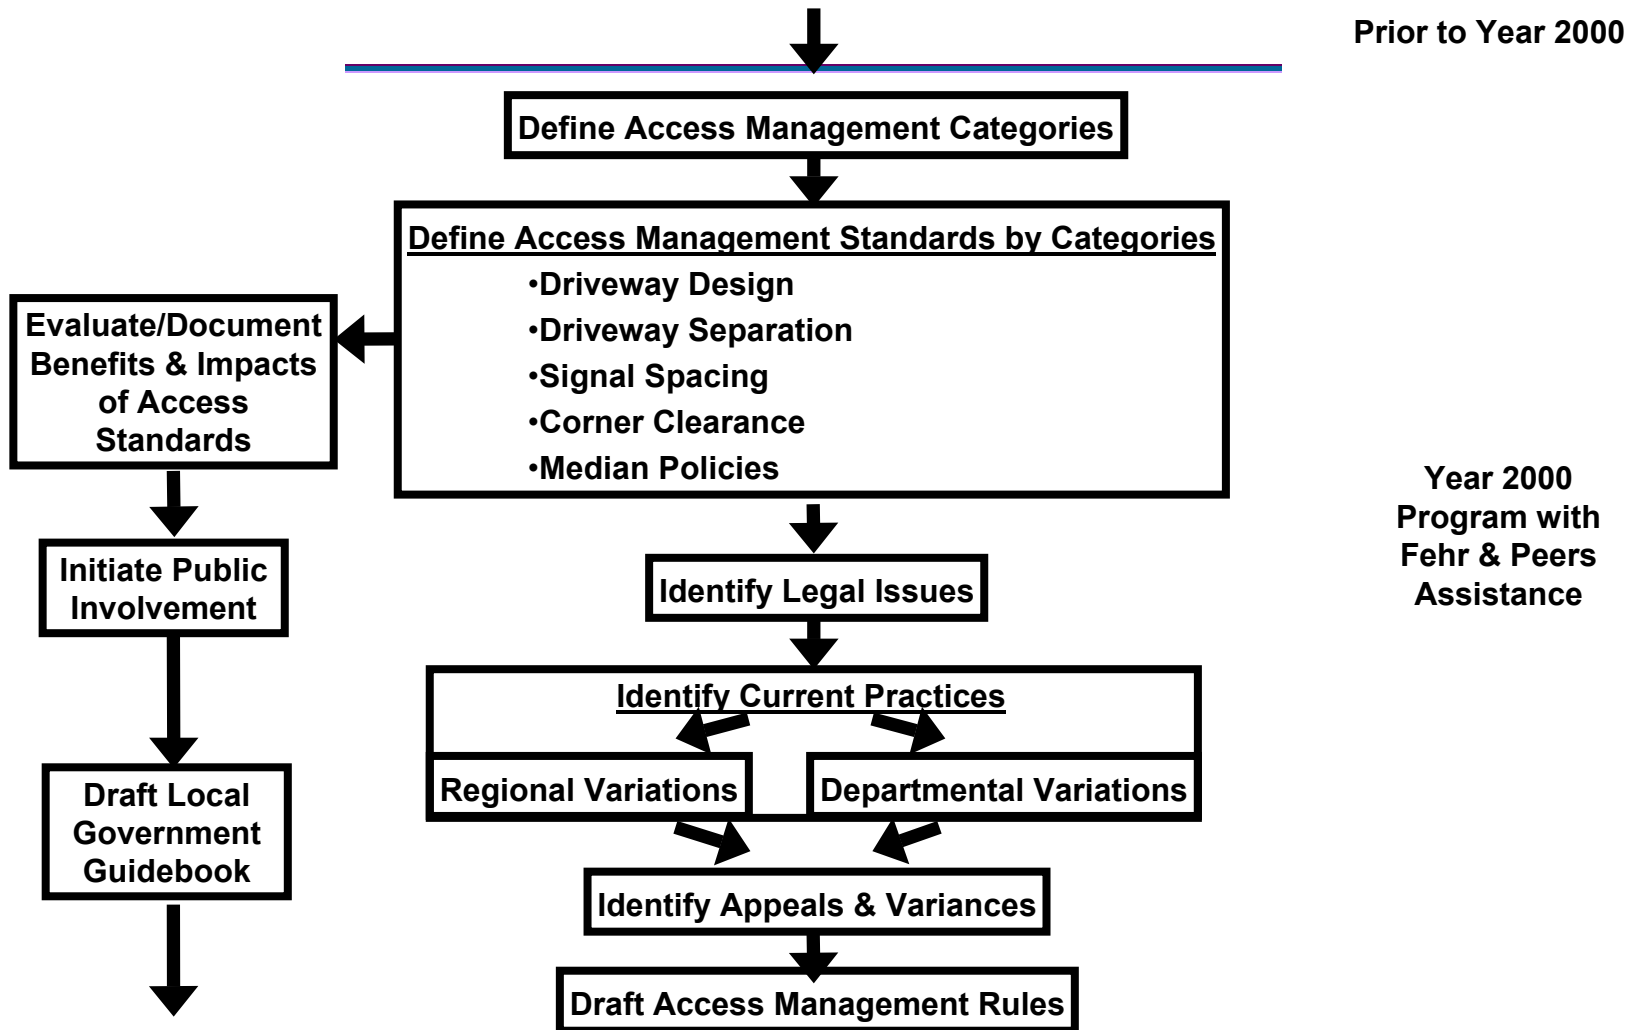 Prior to Year 2000
Define Access Management Categories
Define Access Management Standards by Categories
•Driveway Design
•Driveway Separation
•Signal Spacing
•Corner Clearance
•Median Policies
Evaluate/Document
Benefits & Impacts
of Access
Standards
Year 2000
Program with
Fehr & Peers
Assistance
Initiate Public
Involvement
Identify Legal Issues
Identify Current Practices
Regional Variations
Departmental Variations
Draft Local
Government
Guidebook
Identify Appeals & Variances
Draft Access Management Rules